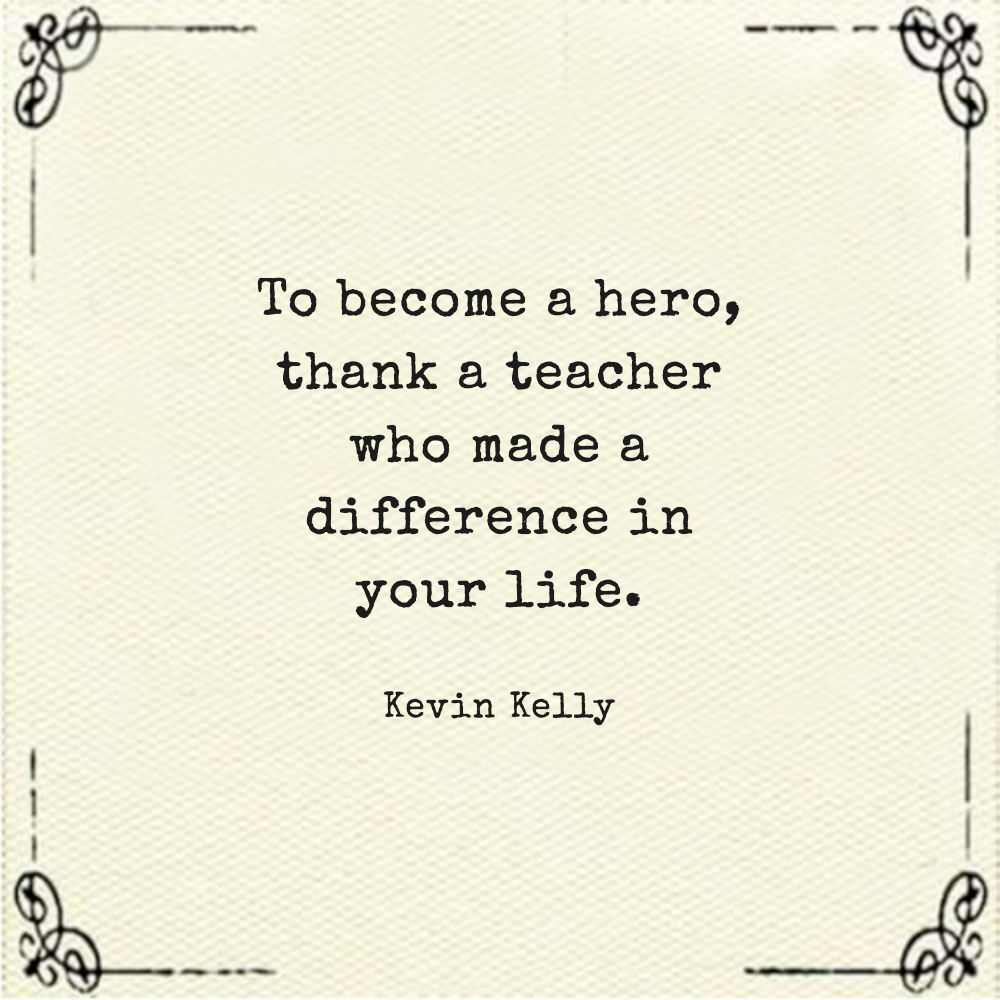 To become a hero,
thank a teacher
who made a
difference in
your life.
Kevin Kelly